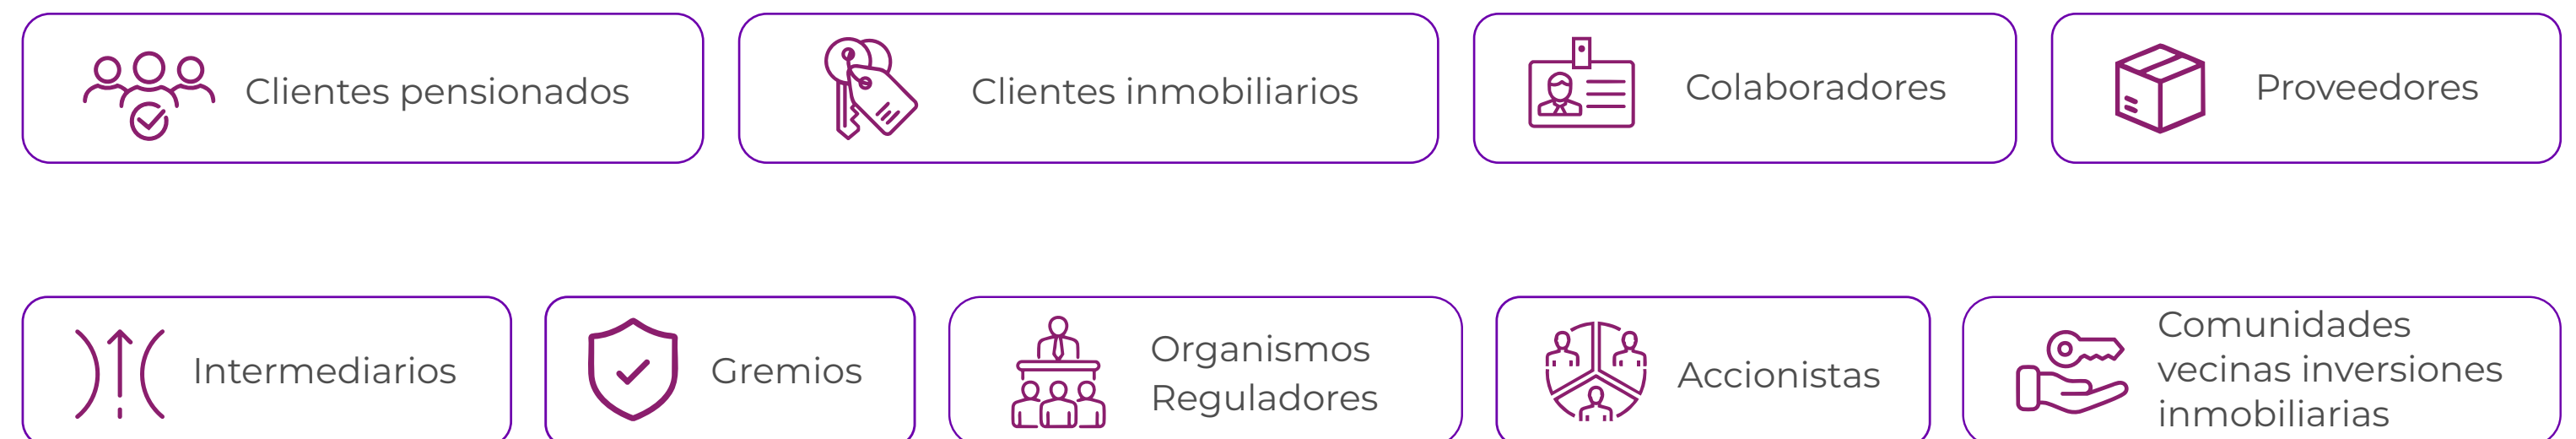 Clientes pensionados
Clientes inmobiliarios
Colaboradores
Proveedores
Intermediarios
Gremios
Organismos
Reguladores
Accionistas
Comunidades
vecinas inversiones
inmobiliarias